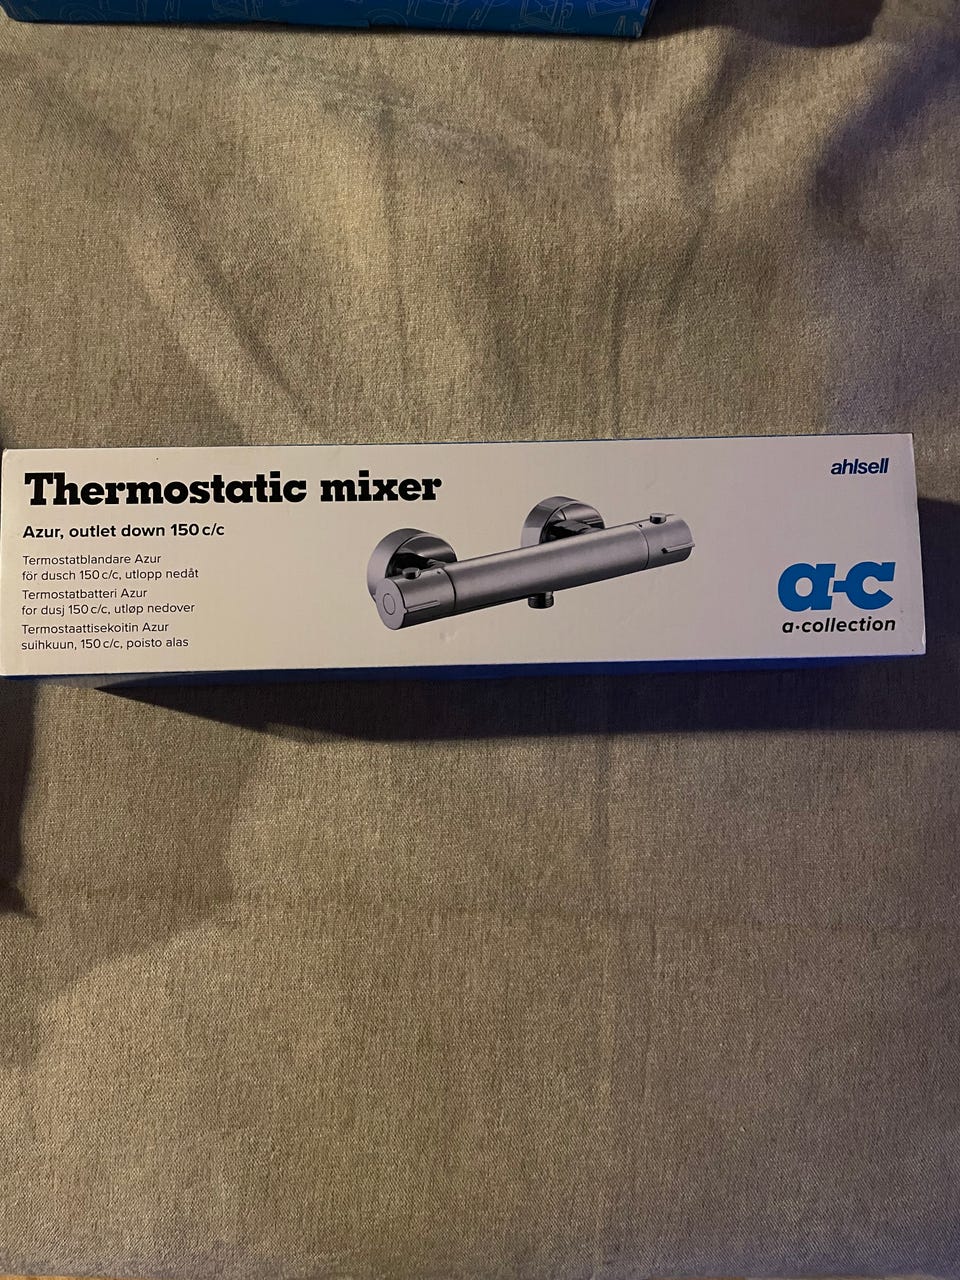 Thermostatic mixer
ahlsell
Azur, outlet down 150 c/c
Termostatblandare Azur
för dusch 150 c/c, utlopp nedåt
Termostatbatteri Azur
for dusj 150 c/c, utløp nedover
Termostaattisekoitin Azur
suihkuun, 150 c/c, poisto alas
a-c
a·collection